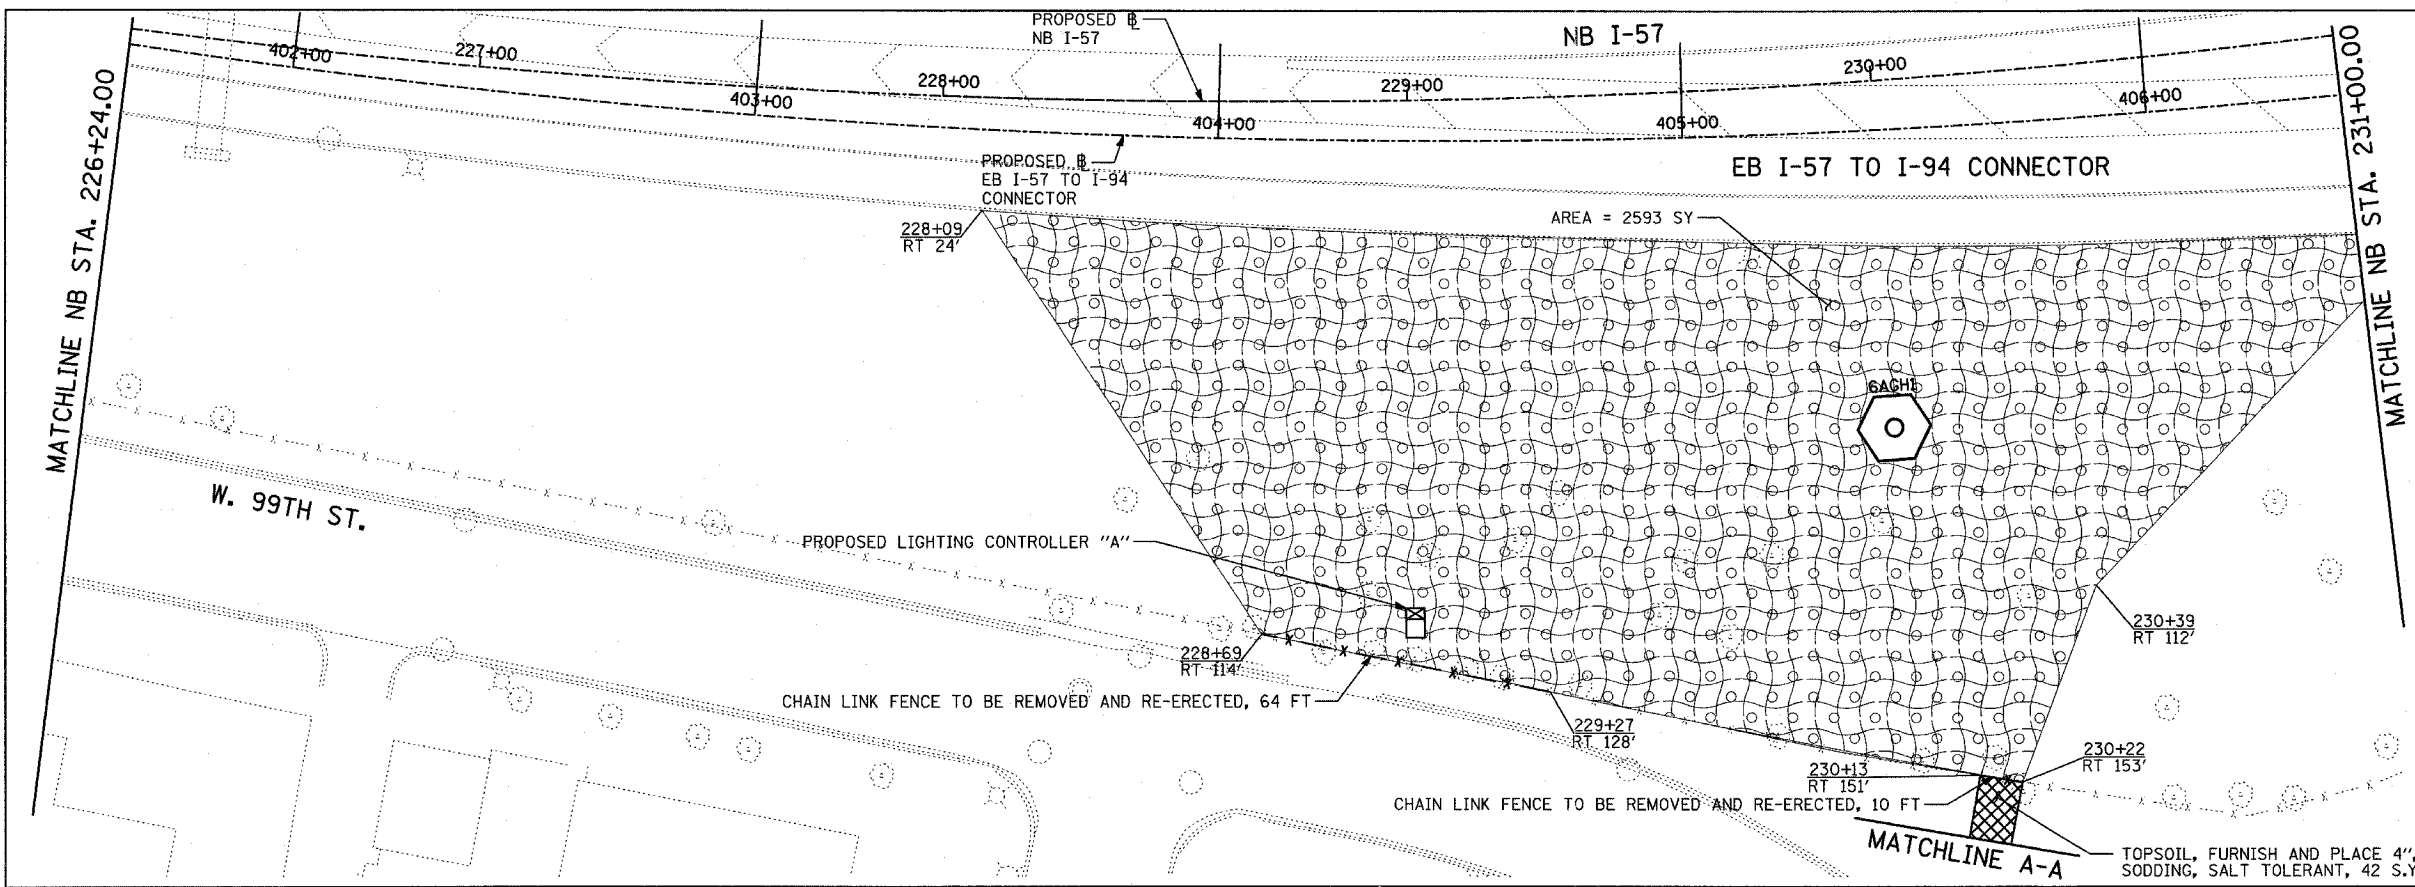 PROPOSED B
NB I-57
NB I-57
402+00
227+00
228+00
229+00
230+00
403+00
404+00
405+00
406+00
MATCHLINE NB STA. 226+24.00
MATCHLINE NB STA. 231+00.00
PROPOSED B
EB I-57 TO I-94
CONNECTOR
EB I-57 TO I-94 CONNECTOR
228+09
RT 24'
AREA = 2593 SY
6AGH1
W. 99TH ST.
PROPOSED LIGHTING CONTROLLER "A"
228+69
RT 114'
CHAIN LINK FENCE TO BE REMOVED AND RE-ERECTED, 64 FT
229+27
RT 128'
230+39
RT 112'
230+22
RT 153'
230+13
RT 151'
CHAIN LINK FENCE TO BE REMOVED AND RE-ERECTED, 10 FT
MATCHLINE A-A
TOPSOIL, FURNISH AND PLACE 4",
SODDING, SALT TOLERANT, 42 S.Y